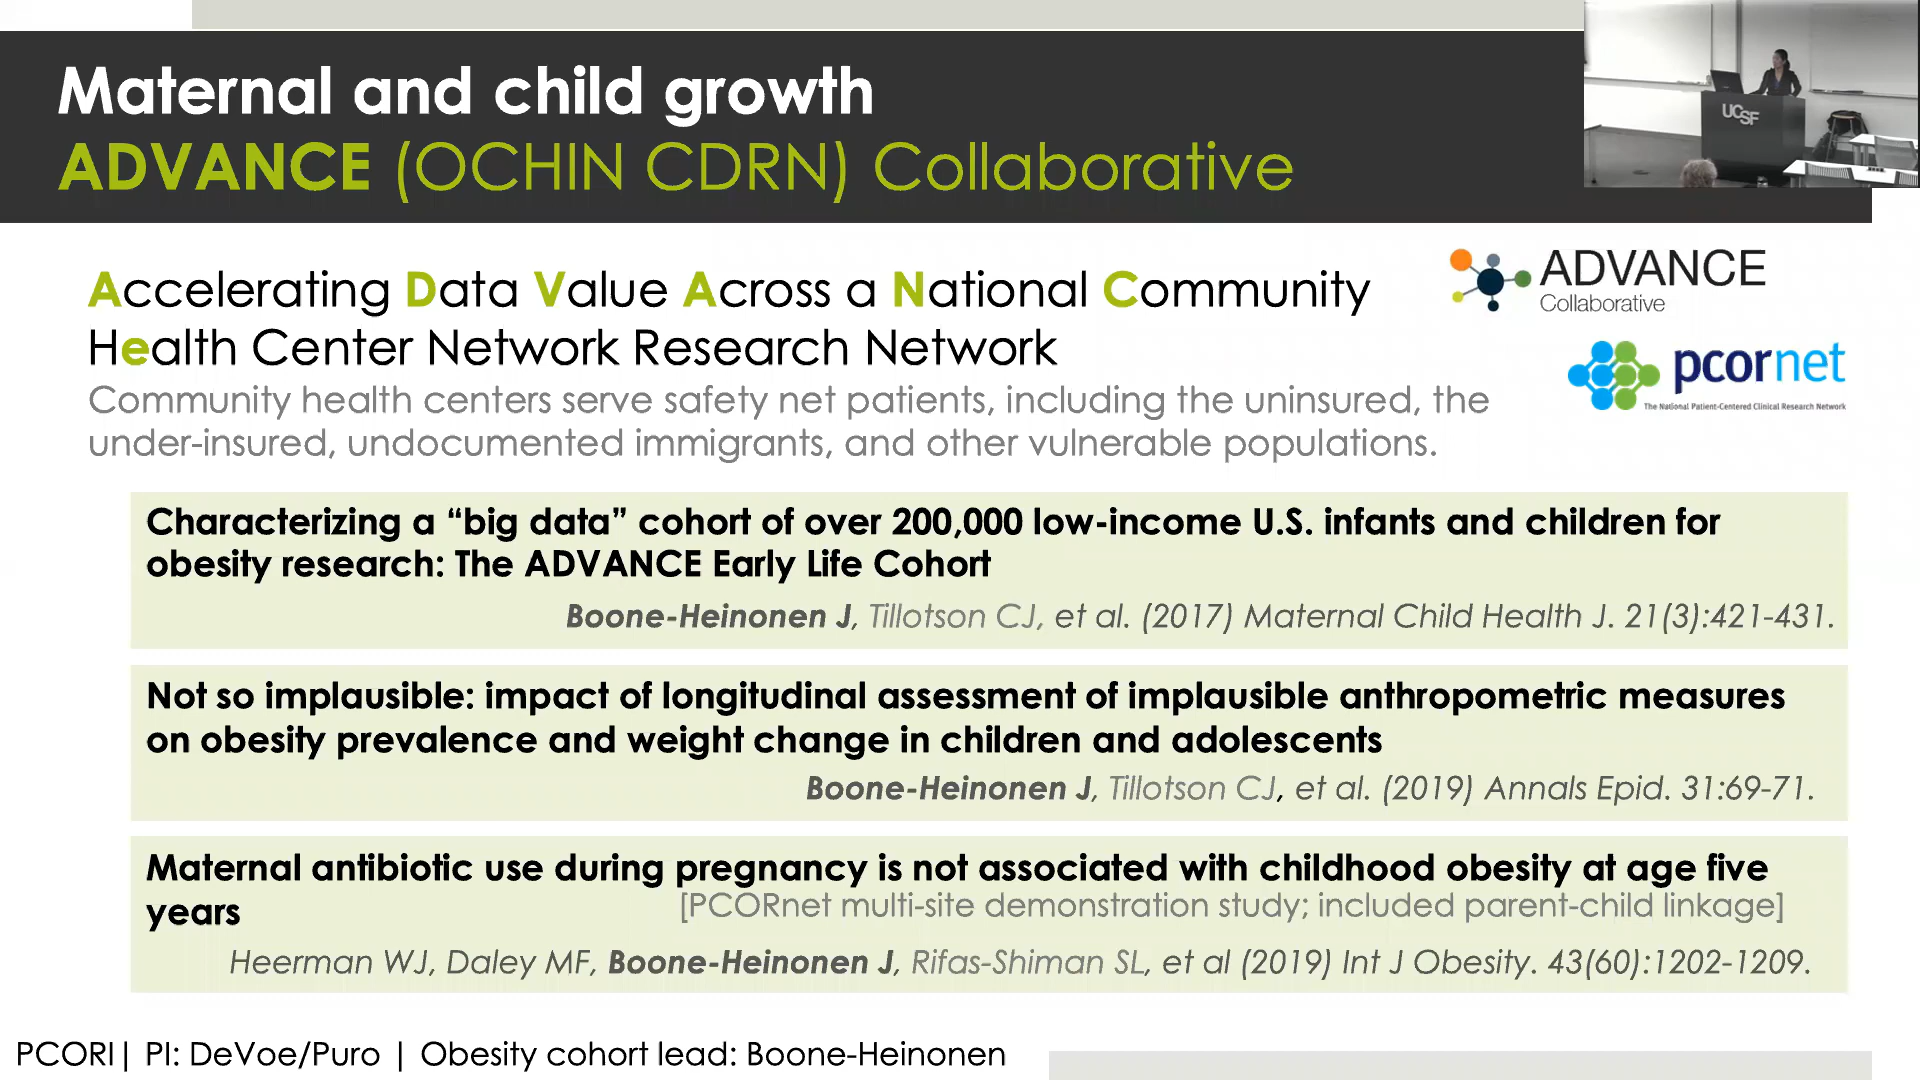 Maternal and child growth
ADVANCE (OCHIN CDRN) Collaborative
UCSF
Accelerating Data Value Across a National Community
Health Center Network Research Network
Community health centers serve safety net patients, including the uninsured, the
under-insured, undocumented immigrants, and other vulnerable populations.
ADVANCE
Collaborative
pcornet
The National Patient-Centered Clinical Research Network
Characterizing a “big data” cohort of over 200,000 low-income U.S. infants and children for
obesity research: The ADVANCE Early Life Cohort
Boone-Heinonen J, Tillotson CJ, et al. (2017) Maternal Child Health J. 21(3):421-431.
Not so implausible: impact of longitudinal assessment of implausible anthropometric measures
on obesity prevalence and weight change in children and adolescents
Boone-Heinonen J, Tillotson CJ, et al. (2019) Annals Epid. 31:69-71.
Maternal antibiotic use during pregnancy is not associated with childhood obesity at age five
years
[PCORnet multi-site demonstration study; included parent-child linkage]
Heerman WJ, Daley MF, Boone-Heinonen J, Rifas-Shiman SL, et al (2019) Int J Obesity. 43(60):1202-1209.
PCORI| PI: DeVoe/Puro | Obesity cohort lead: Boone-Heinonen